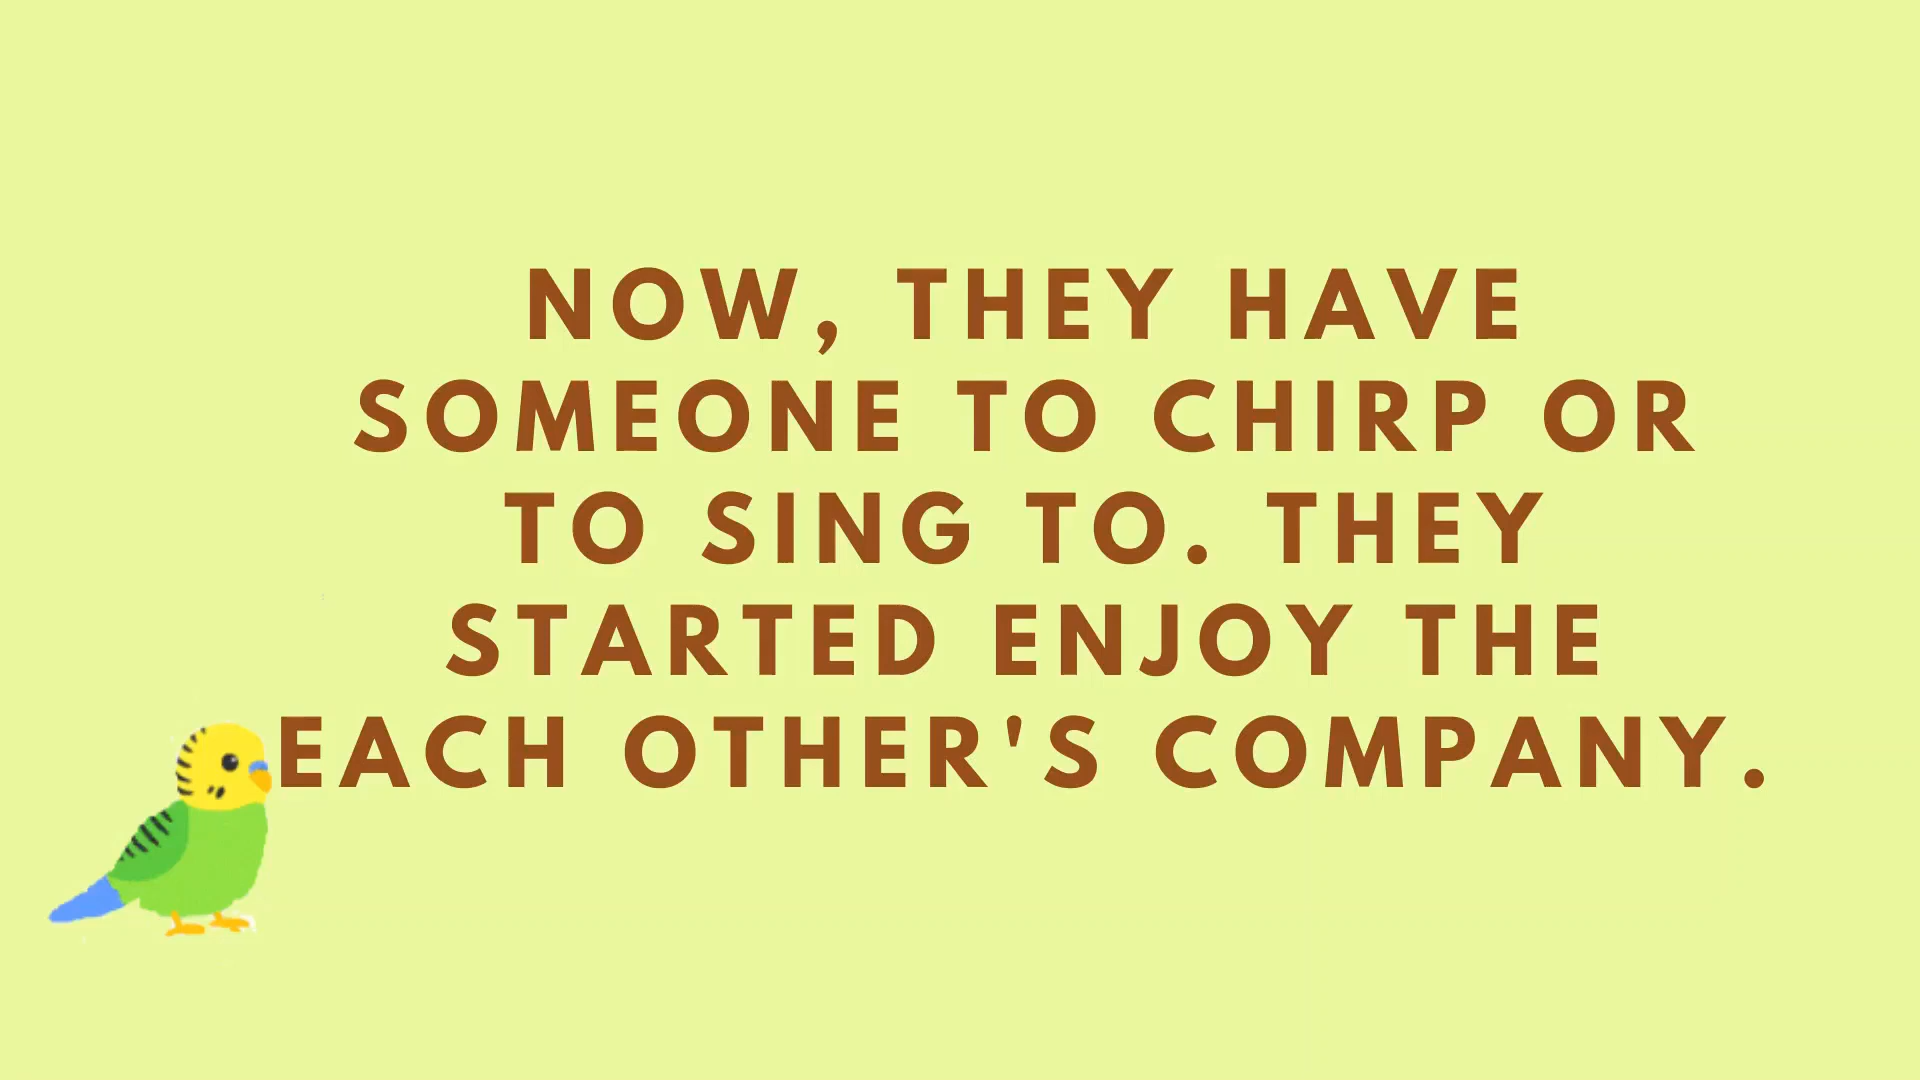 NOW, THEY HAVE
SOMEONE TO CHIRP OR
TO SING TO. THEY
STARTED ENJOY THE
EACH OTHER'S COMPANY.